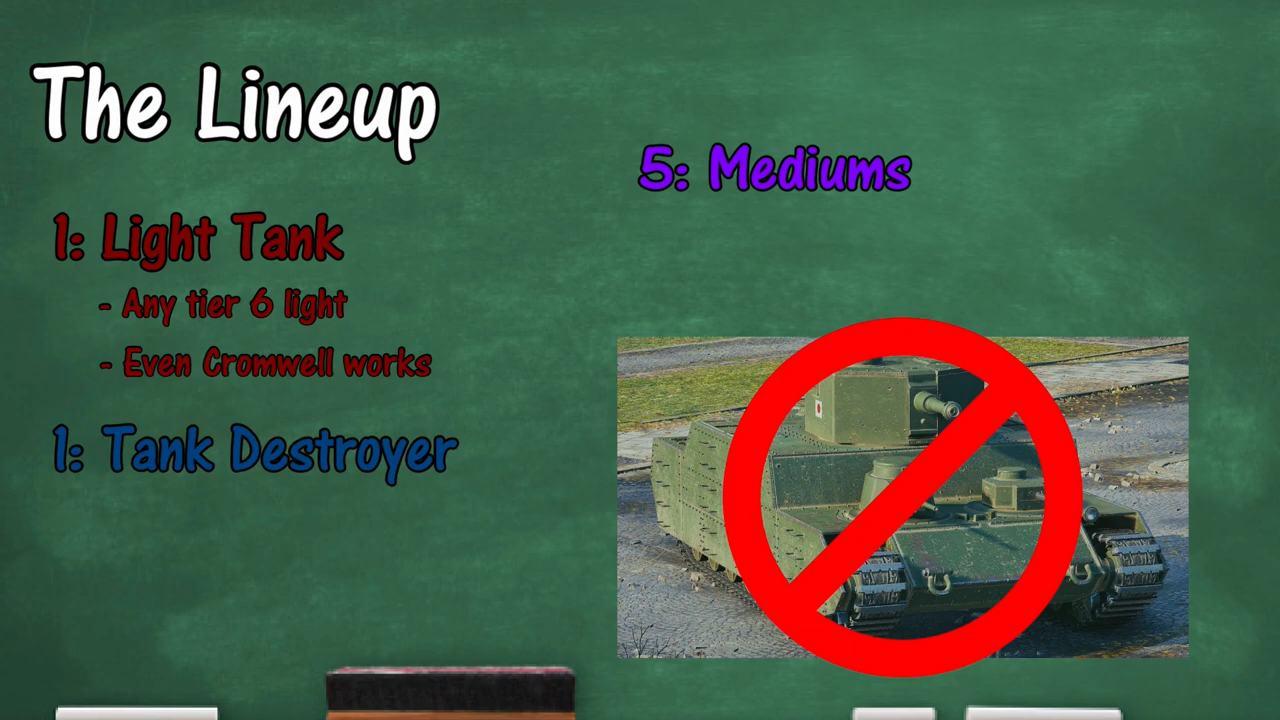 The Lineup
1: Light Tank
- Any tier 6 light
- Even Cromwell works
1: Tank Destroyer
5: Mediums